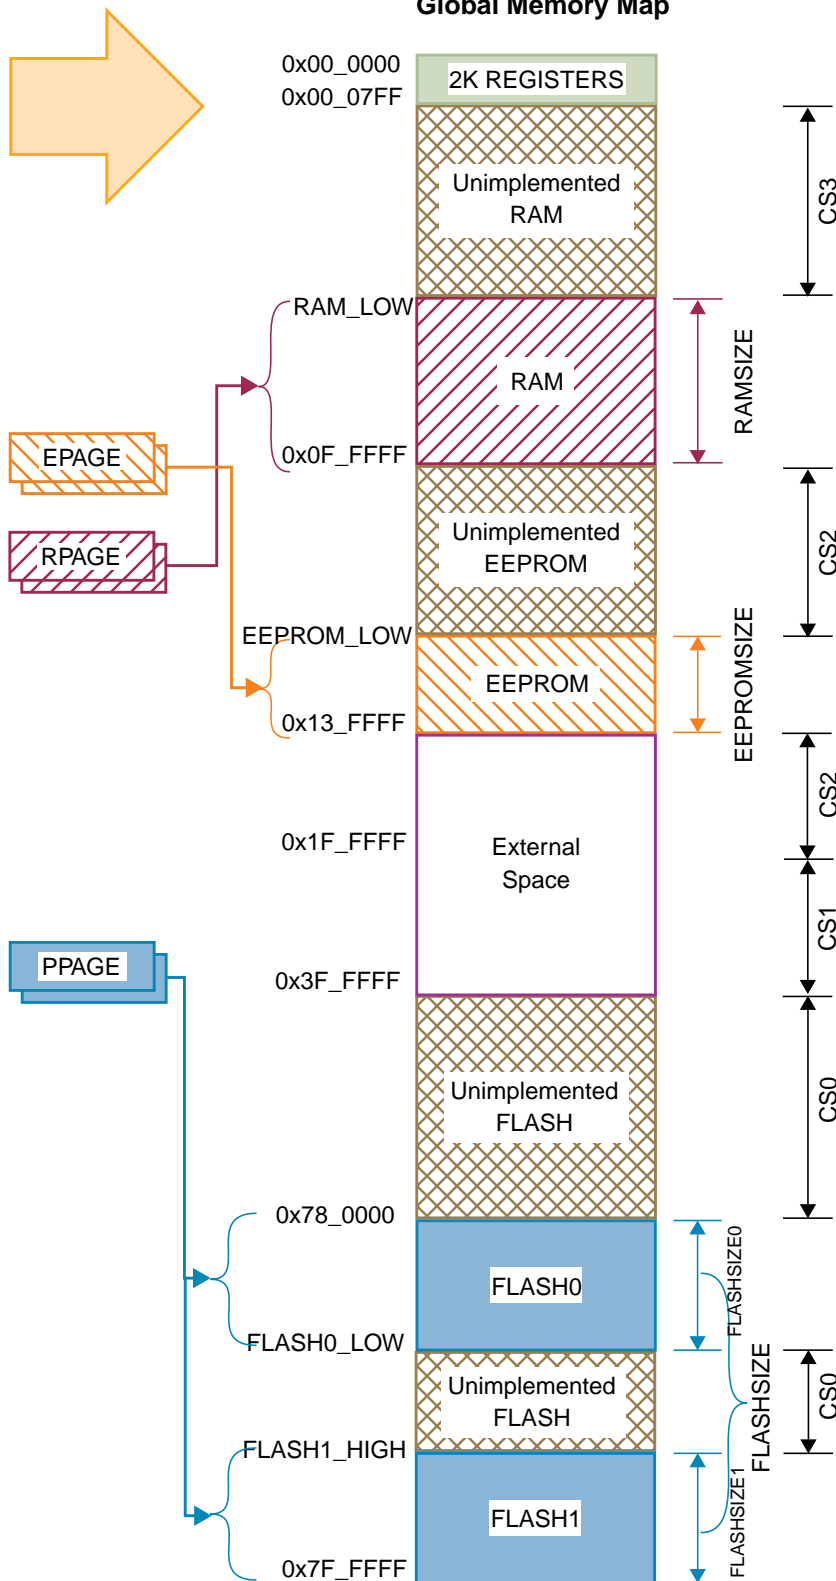 Global Memory Map
0x00_0000
2K REGISTERS
0x00_07FF
Unimplemented
RAM
CS3
RAM_LOW
RAM
RAMSIZE
0x0F_FFFF
EPAGE
RPAGE
Unimplemented
EEPROM
CS2
EEPROM_LOW
EEPROM
EEPROMSIZE
0x13_FFFF
CS2
0x1F_FFFF
External
Space
CS1
PPAGE
0x3F_FFFF
Unimplemented
FLASH
CS0
0x78_0000
FLASH0
FLASHSIZE0
FLASH0_LOW
Unimplemented
FLASH
CS0
FLASHSIZE
FLASH1_HIGH
FLASH1
FLASHSIZE1
0x7F_FFFF